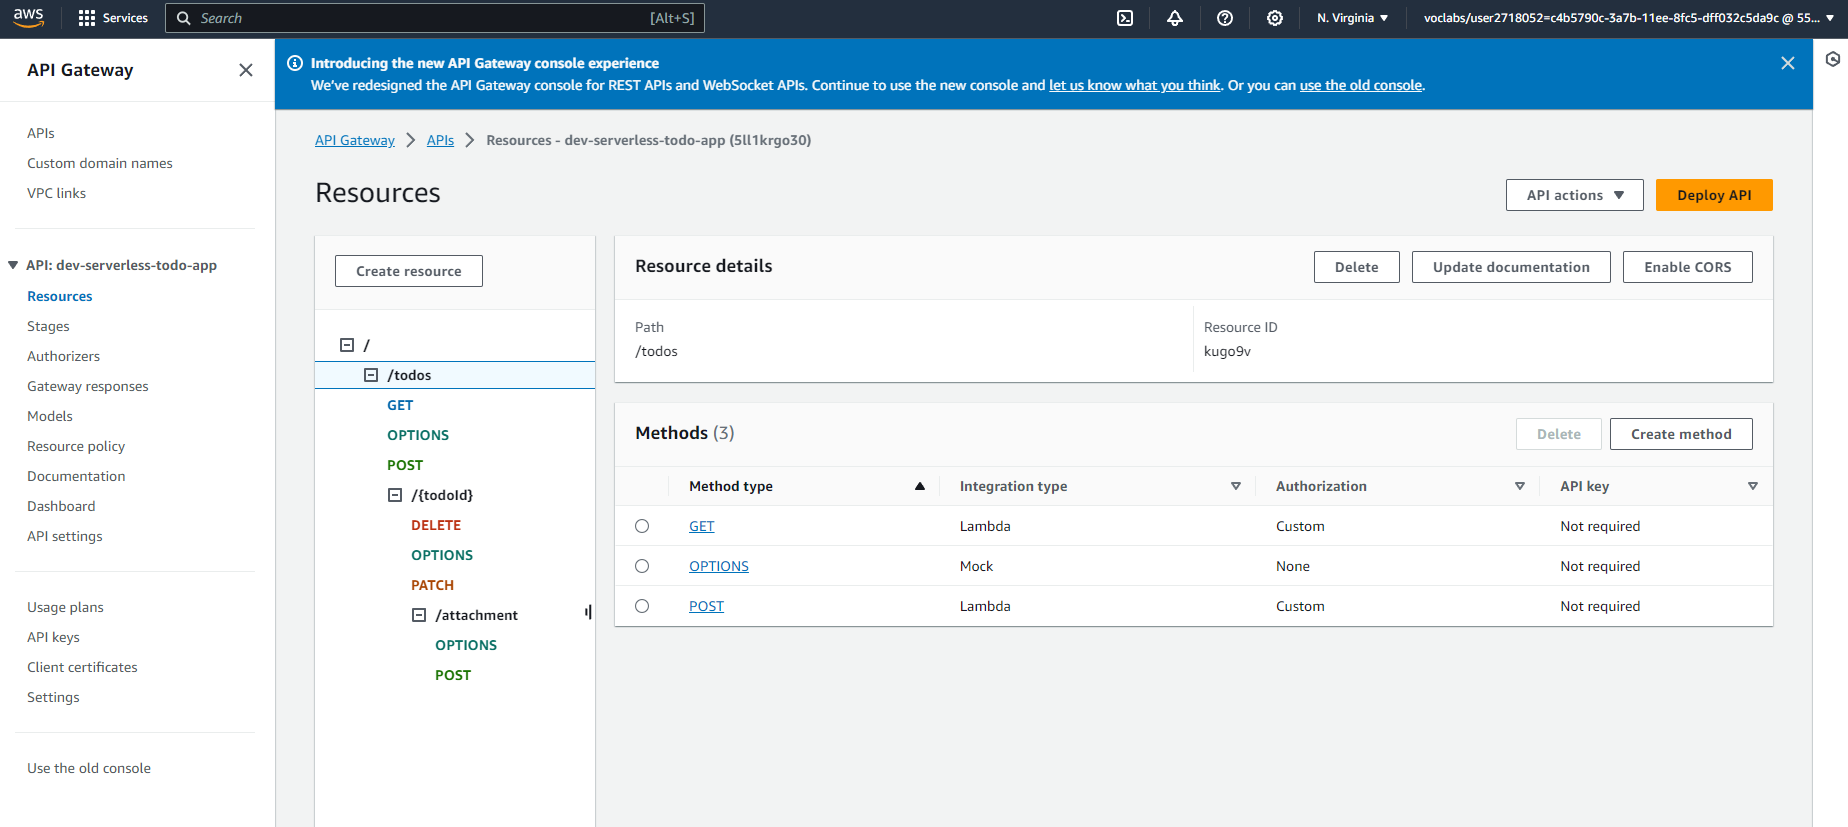 aws
Services
Search
[Alt+S]
N. Virginia
voclabs/user2718052=c4b5790c-3a7b-11ee-8fc5-dff032c5da9c @ 55...
API Gateway
APIs
Custom domain names
VPC links
API: dev-serverless-todo-app
Resources
Stages
Authorizers
Gateway responses
Models
Resource policy
Documentation
Dashboard
API settings
Usage plans
API keys
Client certificates
Settings
Use the old console
Introducing the new API Gateway console experience
We've redesigned the API Gateway console for REST APIs and WebSocket APIs. Continue to use the new console and let us know what you think. Or you can use the old console.
API Gateway > APIs > Resources - dev-serverless-todo-app (5ll1krgo30)
Resources
API actions
Deploy API
Create resource
/
/todos
GET
OPTIONS
POST
/{todoId}
DELETE
OPTIONS
PATCH
/attachment
OPTIONS
POST
Resource details
Delete
Update documentation
Enable CORS
Path
/todos
Resource ID
kugo9v
Methods (3)
Delete
Create method
Method type Integration type Authorization API key
GET Lambda Custom Not required
OPTIONS Mock None Not required
POST Lambda Custom Not required